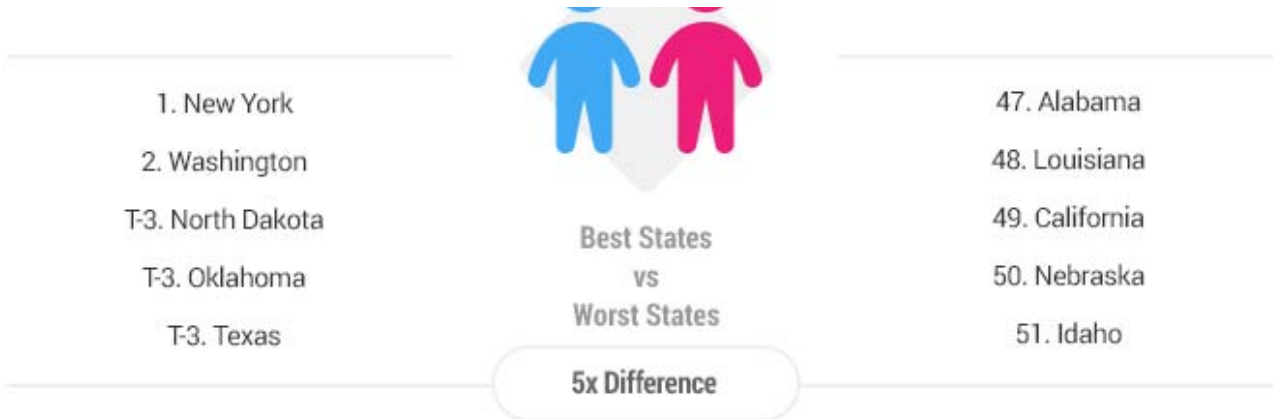 1. New York
2. Washington
T-3. North Dakota
T-3. Oklahoma
T-3. Texas
Best States
vs
Worst States
5x Difference
47. Alabama
48. Louisiana
49. California
50. Nebraska
51. Idaho